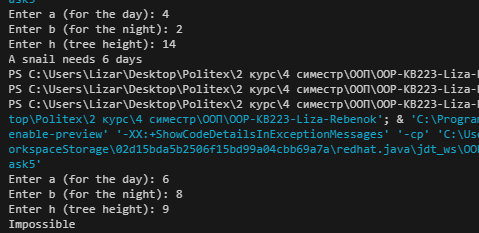 ask5'
Enter a (for the day): 4
Enter b (for the night): 2
Enter h (tree height): 14
A snail needs 6 days
PS C:\Users\Lizar\Desktop\Politex\2 курс\4 симестр\ООП\OOP-KB223-Liza-
PS C:\Users\Lizar\Desktop\Politex\2 курс\4 симестр\ООП\OOP-KB223-Liza-
PS C:\Users\Lizar\Desktop\Politex\2 курс\4 симестр\ООП\OOP-KB223-Liza-
top\Politex\2 курс\4 симестр\ООП\OOP-KB223-Liza-Rebenok'; & 'C:\Program
enable-preview' '-XX:+ShowCodeDetailsInExceptionMessages' '-cp' 'C:\Use
orkspaceStorage\02d15bda5b2506f15bd99a04cbb69a7a\redhat.java\jdt_ws\OOP
ask5'
Enter a (for the day): 6
Enter b (for the night): 8
Enter h (tree height): 9
Impossible